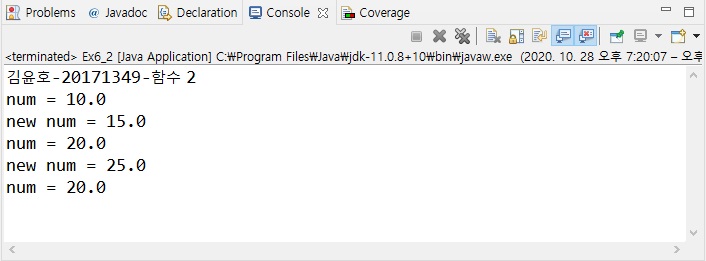 Problems @ Javadoc Declaration Console Coverage
<terminated> Ex6_2 [Java Application] C:₩Program Files₩Java₩jdk-11.0.8+10₩bin₩javaw.exe (2020. 10. 28 오후 7:20:07 – 오후
김윤호-20171349-함수 2
num = 10.0
new num = 15.0
num = 20.0
new num = 25.0
num = 20.0